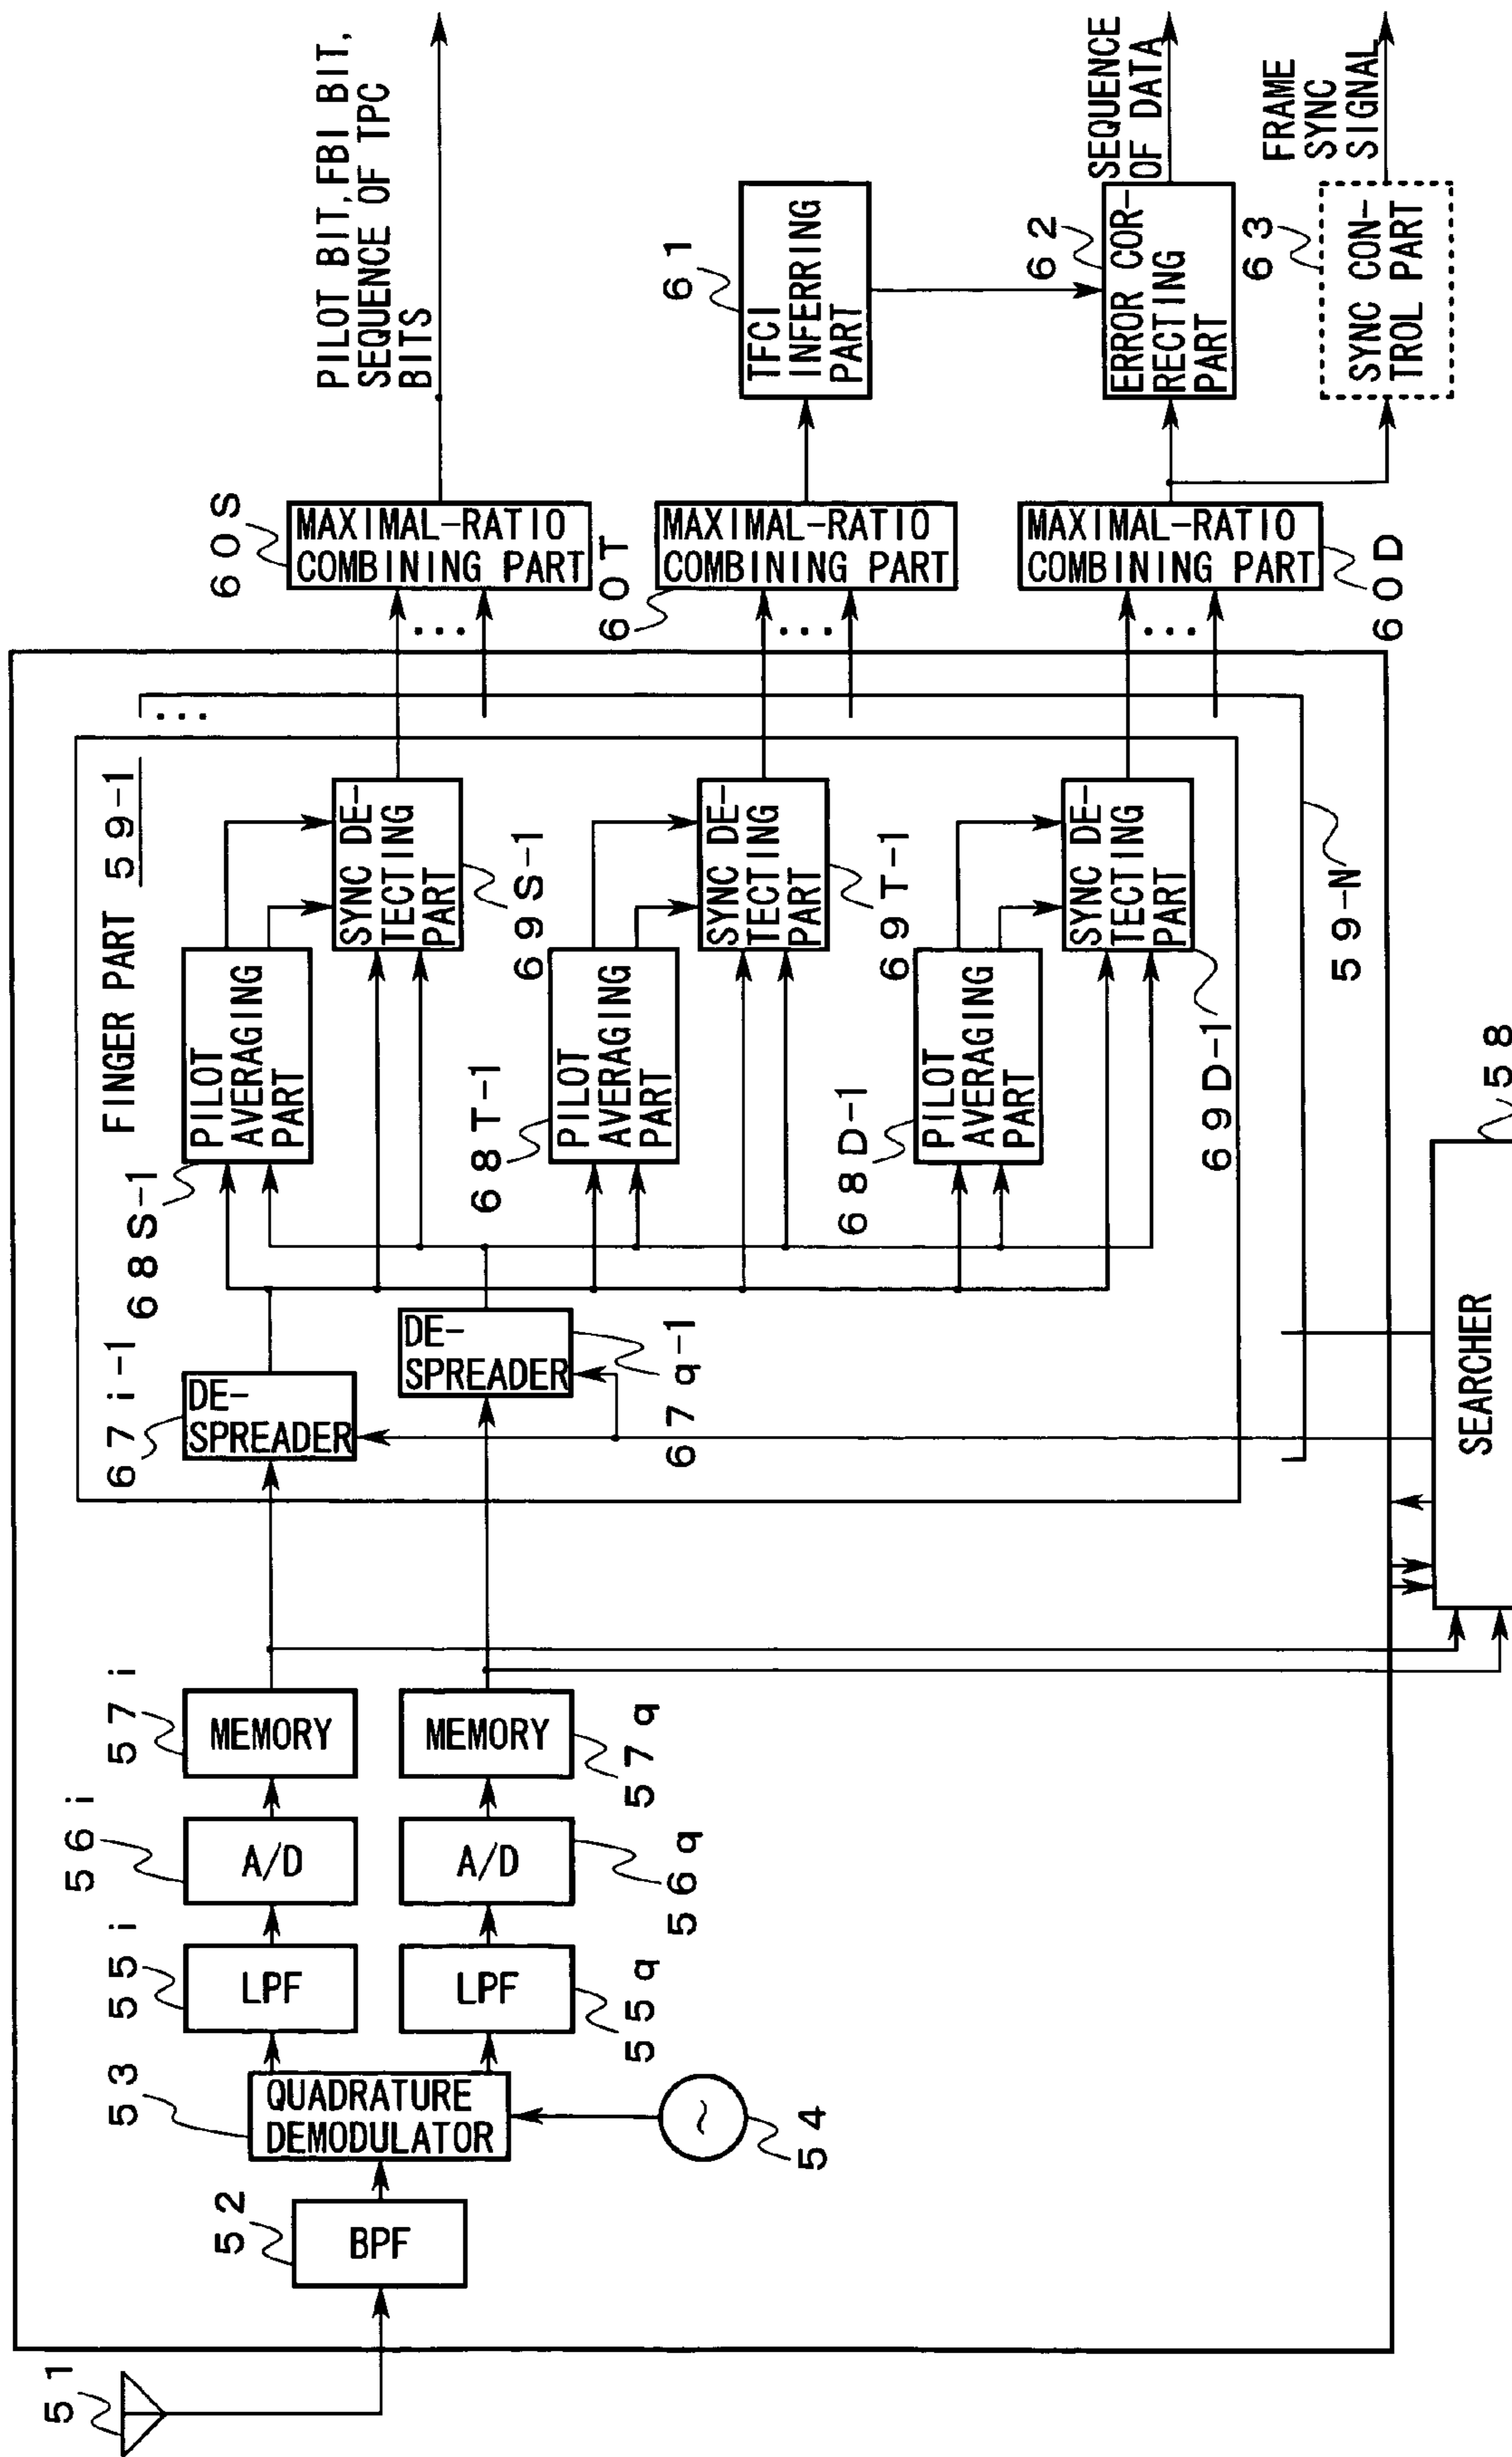 51
52
BPF
53
QUADRATURE
DEMODULATOR
54
~
55i
LPF
55q
LPF
56i
A/D
56q
A/D
57i
MEMORY
57q
MEMORY
58
SEARCHER
FINGER PART 59-1
59-N
...
67i-1
DE-
SPREADER
67q-1
DE-
SPREADER
68S-1
PILOT
AVERAGING
PART
68T-1
PILOT
AVERAGING
PART
68D-1
PILOT
AVERAGING
PART
69S-1
SYNC DE-
TECTING
PART
69T-1
SYNC DE-
TECTING
PART
69D-1
SYNC DE-
TECTING
PART
...
...
...
60S
MAXIMAL-RATIO
COMBINING PART
60T
MAXIMAL-RATIO
COMBINING PART
60D
MAXIMAL-RATIO
COMBINING PART
PILOT BIT,FBI BIT,
SEQUENCE OF TPC
BITS
61
TFCI
INFERRING
PART
62
ERROR COR-
RECTING
PART
SEQUENCE
OF DATA
63
SYNC CON-
TROL PART
FRAME
SYNC
SIGNAL